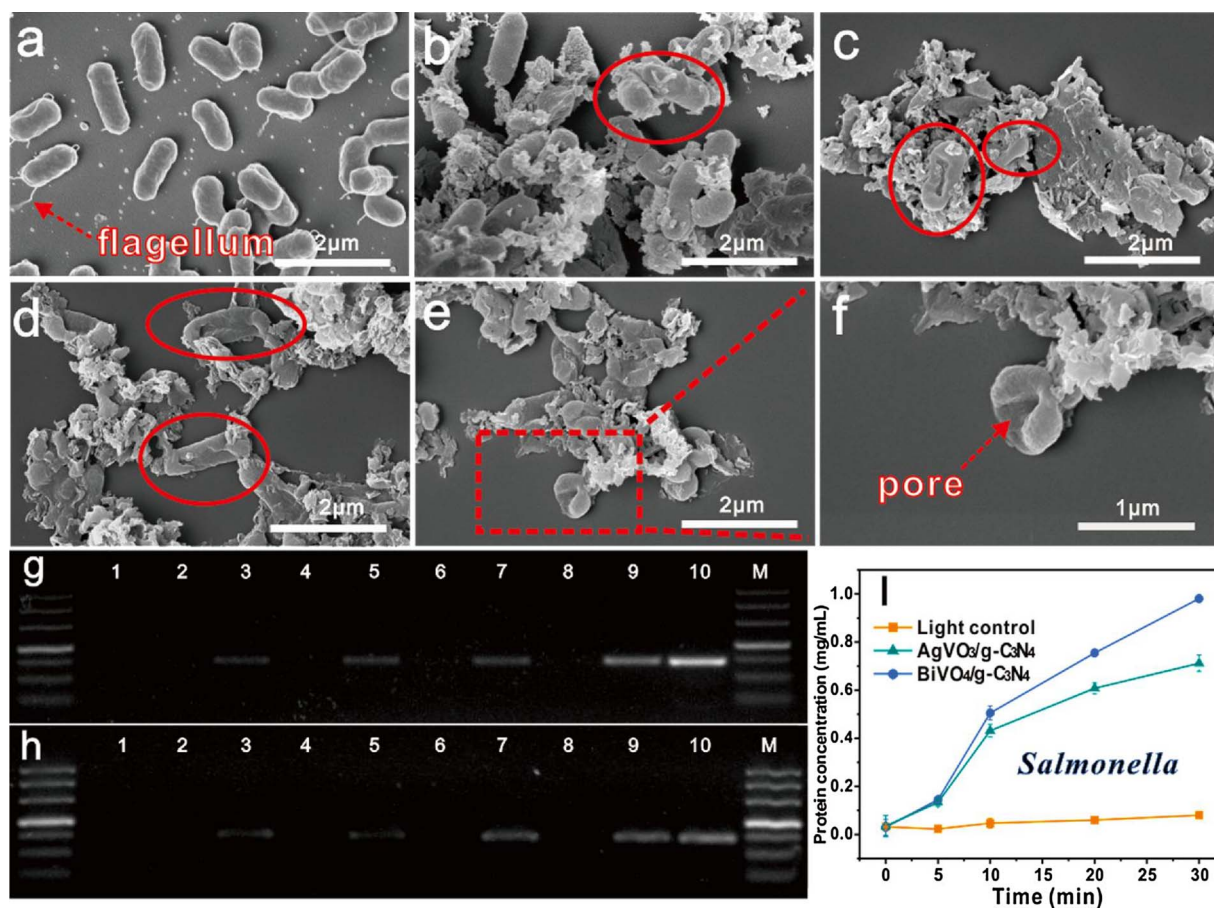 a
flagellum
2μm
b
2μm
c
2μm
d
2μm
e
2μm
f
pore
1μm
g
1 2 3 4 5 6 7 8 9 10 M
h
1 2 3 4 5 6 7 8 9 10 M
I
Light control
AgVO3/g-C3N4
BiVO4/g-C3N4
Salmonella
Protein concentration (mg/mL)
1.0
0.8
0.6
0.4
0.2
0.0
0 5 10 15 20 25 30
Time (min)